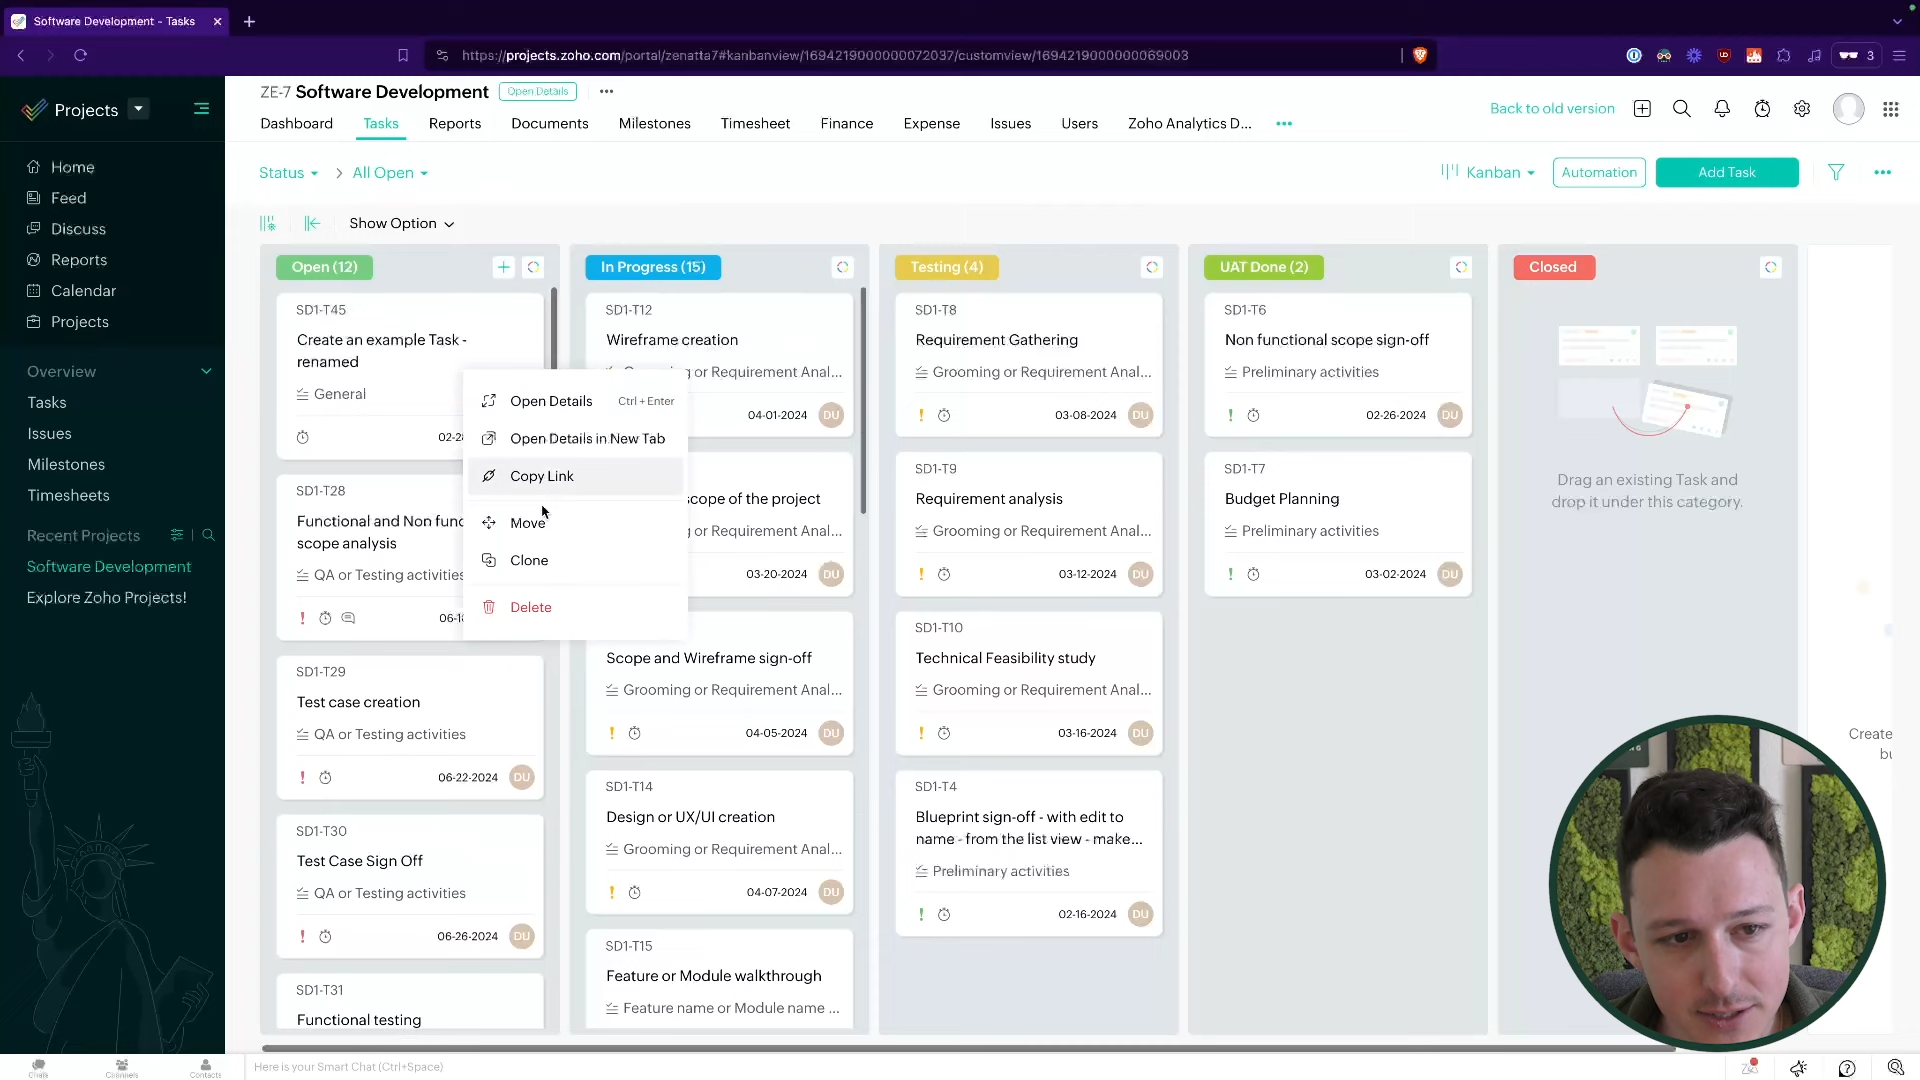 Software Development - Tasks
https://projects.zoho.com/portal/zenatta7#kanbanview/1694219000000072037/customview/1694219000000069003
3
Projects
Home
Feed
Discuss
Reports
Calendar
Projects
Overview
Tasks
Issues
Milestones
Timesheets
Recent Projects
Software Development
Explore Zoho Projects!
ZE-7 Software Development Open Details
Back to old version
Dashboard Tasks Reports Documents Milestones Timesheet Finance Expense Issues Users Zoho Analytics D...
Status All Open
Kanban Automation Add Task
Show Option
Open (12)
SD1-T45
Create an example Task -
renamed
General
SD1-T28
scope analysis
QA or Testing activities
SD1-T29
Test case creation
QA or Testing activities
06-22-2024 DU
SD1-T30
Test Case Sign Off
QA or Testing activities
06-26-2024 DU
SD1-T31
Functional testing
Open Details Ctrl + Enter
Open Details in New Tab
Copy Link
Move
Clone
Delete
In Progress (15)
SD1-T12
Wireframe creation
04-01-2024 DU
of the project
03-20-2024 DU
Scope and Wireframe sign-off
Grooming or Requirement Anal...
04-05-2024 DU
SD1-T14
Design or UX/UI creation
Grooming or Requirement Anal...
04-07-2024 DU
SD1-T15
Feature or Module walkthrough
Feature name or Module name ...
Testing (4)
SD1-T8
Requirement Gathering
Grooming or Requirement Anal...
03-08-2024 DU
SD1-T9
Requirement analysis
Grooming or Requirement Anal...
03-12-2024 DU
SD1-T10
Technical Feasibility study
Grooming or Requirement Anal...
03-16-2024 DU
SD1-T4
Blueprint sign-off - with edit to
name - from the list view - make...
Preliminary activities
02-16-2024 DU
UAT Done (2)
SD1-T6
Non functional scope sign-off
Preliminary activities
02-26-2024 DU
SD1-T7
Budget Planning
Preliminary activities
03-02-2024 DU
Closed
Drag an existing Task and
drop it under this category.
Create
Chats Channels Contacts
Here is your Smart Chat (Ctrl+Space)